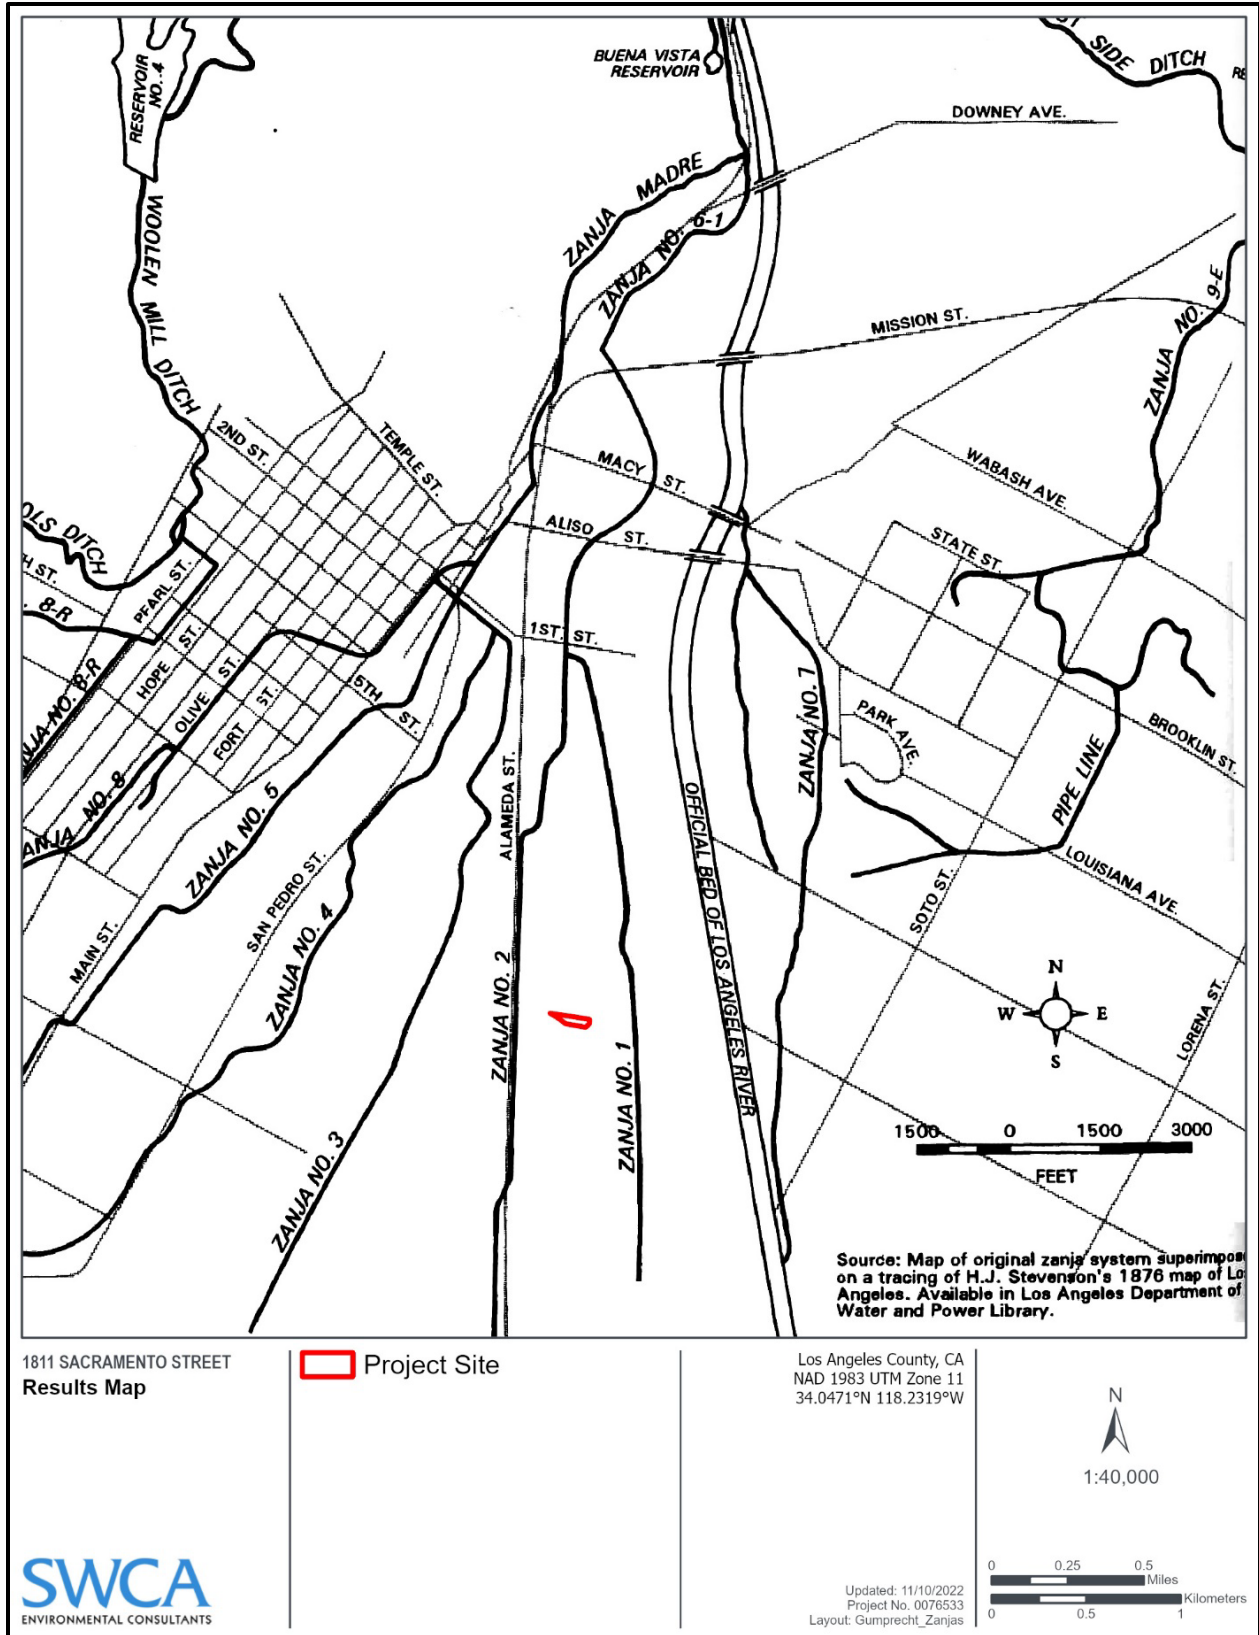 RESERVOIR
NO. 4
BUENA VISTA
RESERVOIR
ST SIDE DITCH
RE
DOWNEY AVE.
ZANJA MADRE
ZANJA NO. 6-1
WOOLEN MILL DITCH
MISSION ST.
ZANJA NO. 9-E
2ND ST.
TEMPLE ST.
MACY ST.
WABASH AVE.
ALISO ST.
STATE ST.
OLS DITCH
H ST.
. 8-R
PFARL ST.
1ST. ST.
HOPE ST.
NJA NO. 8-R
OLIVE ST.
5TH ST.
FORT ST.
ZANJA NO. 7
PARK AVE.
BROOKLIN ST.
PIPE LINE
ANJA NO. 8
ZANJA NO. 5
ALAMEDA ST.
OFFICIAL BED OF LOS ANGELES RIVER
LOUISIANA AVE.
SAN PEDRO ST.
SOTO ST.
MAIN ST.
ZANJA NO. 4
ZANJA NO. 2
N
W E
S
LORENA ST.
ZANJA NO. 1
ZANJA NO. 3
1500 0 1500 3000
FEET
Source: Map of original zanja system superimpos
on a tracing of H.J. Stevenson's 1876 map of Lo
Angeles. Available in Los Angeles Department of
Water and Power Library.
1811 SACRAMENTO STREET
Results Map
Project Site
Los Angeles County, CA
NAD 1983 UTM Zone 11
34.0471°N 118.2319°W
N
1:40,000
0 0.25 0.5
Miles
Kilometers
0 0.5 1
Updated: 11/10/2022
Project No. 0076533
Layout: Gumprecht_Zanjas
SWCA
ENVIRONMENTAL CONSULTANTS